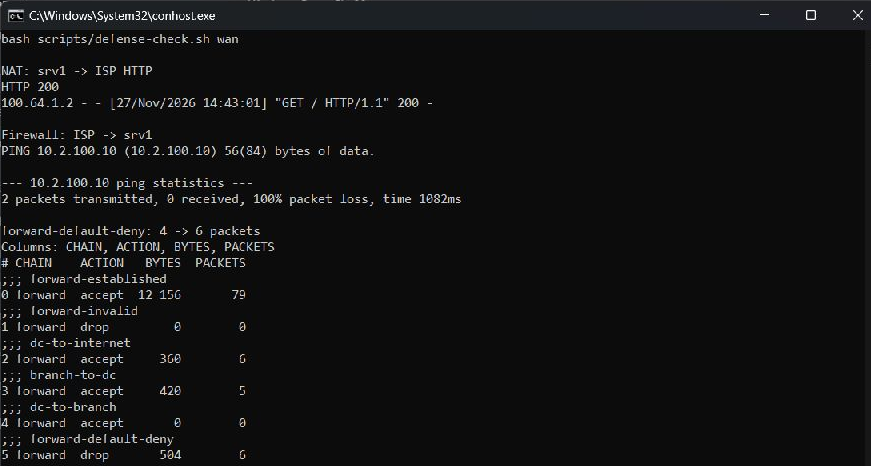 C:\Windows\System32\conhost.exe
bash scripts/defense-check.sh wan
NAT: srv1 -> ISP HTTP
HTTP 200
100.64.1.2 - - [27/Nov/2026 14:43:01] "GET / HTTP/1.1" 200 -
Firewall: ISP -> srv1
PING 10.2.100.10 (10.2.100.10) 56(84) bytes of data.
--- 10.2.100.10 ping statistics ---
2 packets transmitted, 0 received, 100% packet loss, time 1082ms
forward-default-deny: 4 -> 6 packets
Columns: CHAIN, ACTION, BYTES, PACKETS
# CHAIN    ACTION   BYTES  PACKETS
;;; forward-established
0 forward  accept  12 156       79
;;; forward-invalid
1 forward  drop         0        0
;;; dc-to-internet
2 forward  accept     360        6
;;; branch-to-dc
3 forward  accept     420        5
;;; dc-to-branch
4 forward  accept       0        0
;;; forward-default-deny
5 forward  drop       504        6